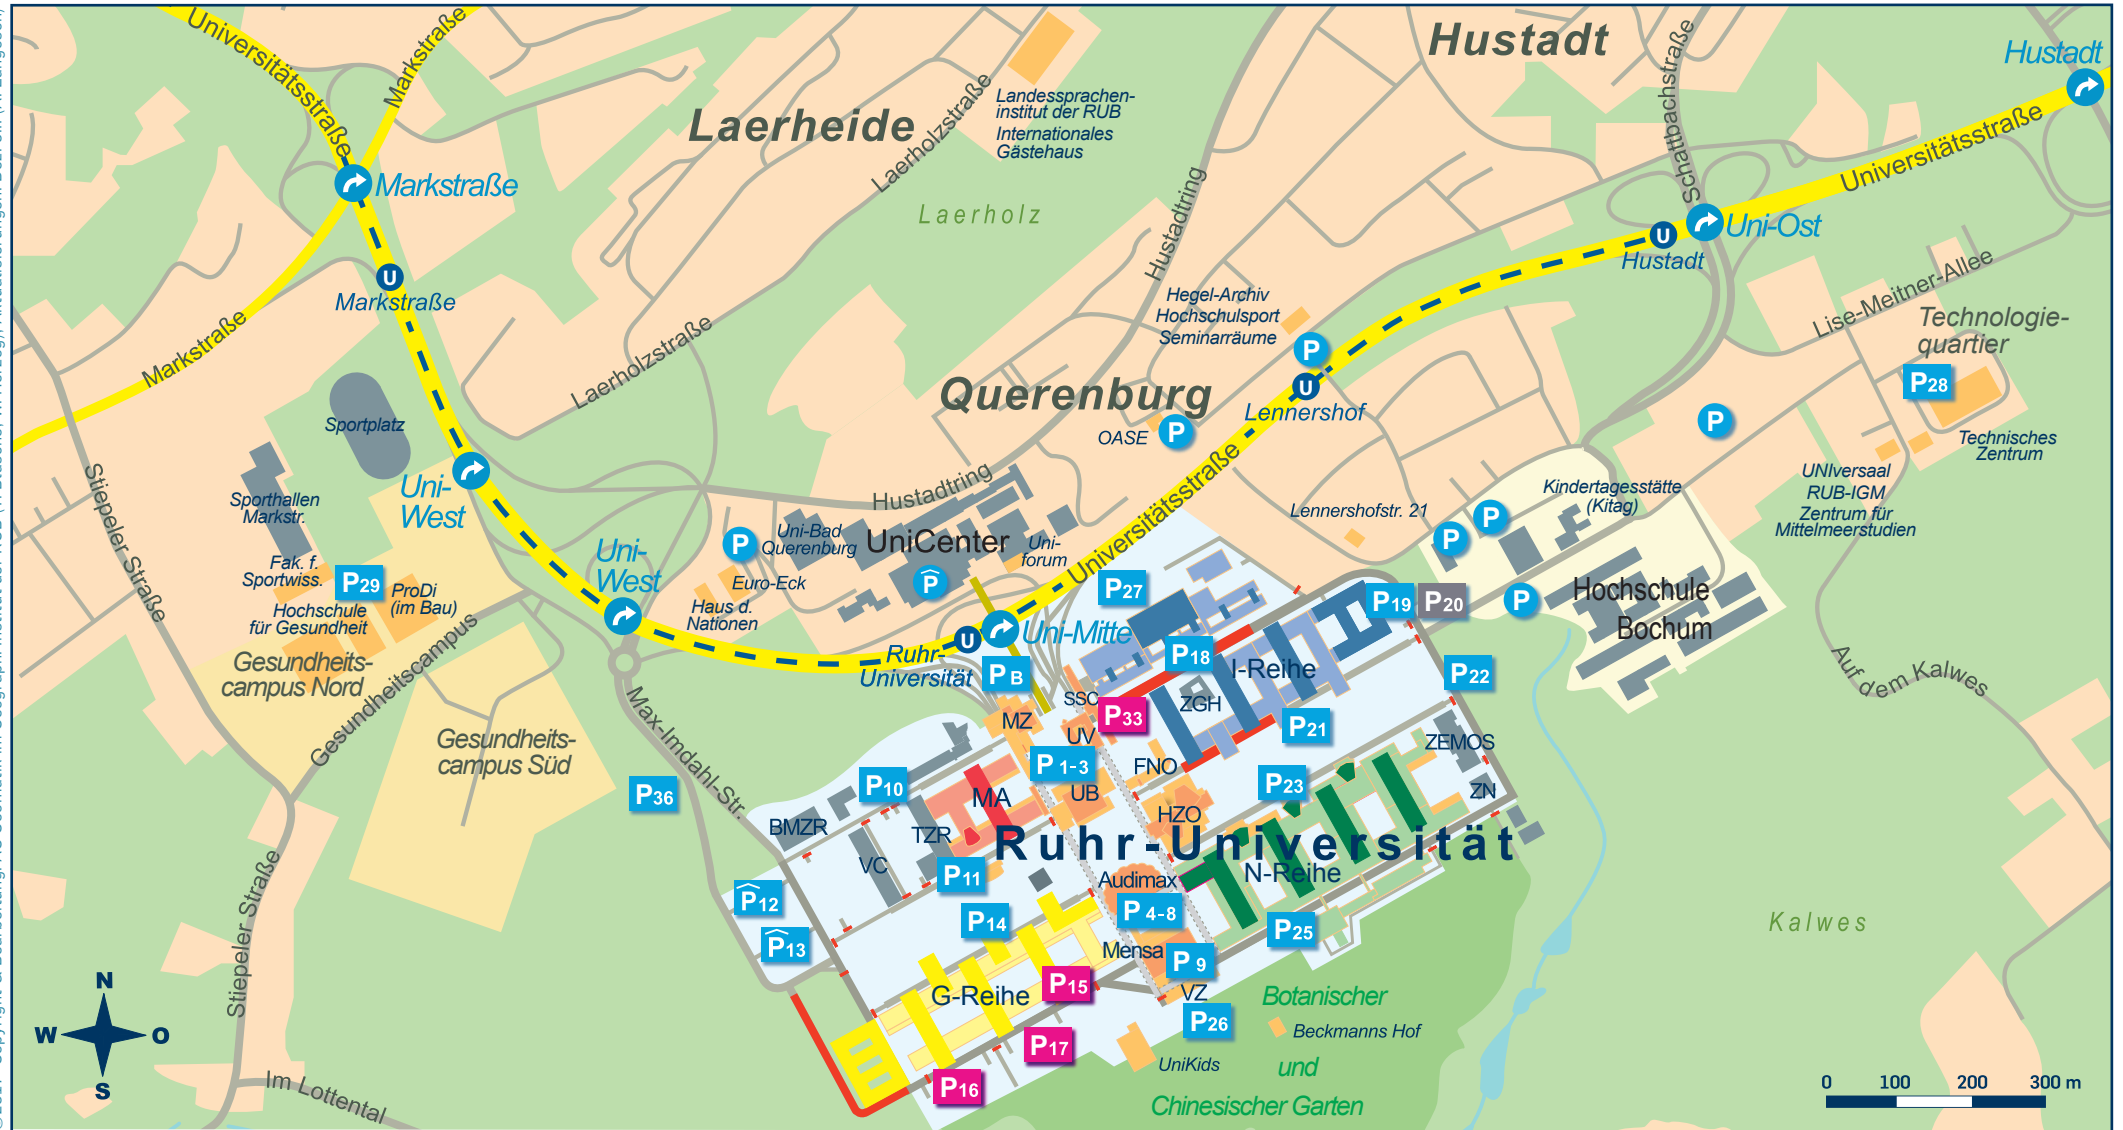 Universitätsstraße
Markstraße
Markstraße
Markstraße
U
Markstraße
Laerheide
Laerholzstraße
Landessprachen-
institut der RUB
Internationales
Gästehaus
Laerholz
Hustadtring
Hustadt
Schattbachstraße
Hustadt
Universitätsstraße
Uni-Ost
U
Hustadt
Lise-Meitner-Allee
Technologie-
quartier
P28
Technisches
Zentrum
UNIversaal
RUB-IGM
Zentrum für
Mittelmeerstudien
P
Hegel-Archiv
Hochschulsport
Seminarräume
P
U
Lennershof
Querenburg
OASE
P
Laerholzstraße
Stiepeler Straße
Sportplatz
Sporthallen
Markstr.
Uni-
West
Fak. f.
Sportwiss.
P29
ProDi
(im Bau)
Hochschule
für Gesundheit
Gesundheits-
campus Nord
Gesundheitscampus
Gesundheits-
campus Süd
Uni-
West
P
Uni-Bad
Querenburg
Euro-Eck
Haus d.
Nationen
Hustadtring
UniCenter
P
Uni-
forum
Universitätsstraße
U
Ruhr-
Universität
Uni-Mitte
P B
Lennershofstr. 21
Kindertagesstätte
(Kitag)
P
P
P
Hochschule
Bochum
Auf dem Kalwes
P27
P18
P19
P20
P22
I-Reihe
ZGH
SSC
P33
MZ
UV
P21
P 1-3
FNO
UB
HZO
P23
ZEMOS
ZN
Max-Imdahl-Str.
P36
P10
BMZR
TZR
MA
VC
P11
Ruhr-Universität
N-Reihe
Audimax
P 4-8
P25
P12
P13
P14
Mensa
P 9
VZ
P26
G-Reihe
P15
P17
P16
UniKids
Botanischer
Beckmanns Hof
und
Chinesischer Garten
Kalwes
Stiepeler Straße
Im Lottental
N
W
O
S
0 100 200 300 m